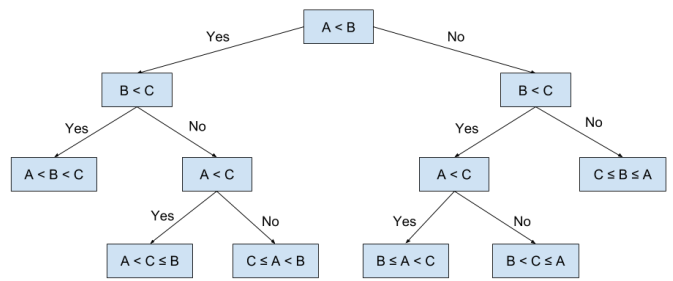 A < B
Yes
No
B < C
B < C
Yes
No
Yes
No
A < B < C
A < C
A < C
C ≤ B ≤ A
Yes
No
Yes
No
A < C ≤ B
C ≤ A < B
B ≤ A < C
B < C ≤ A